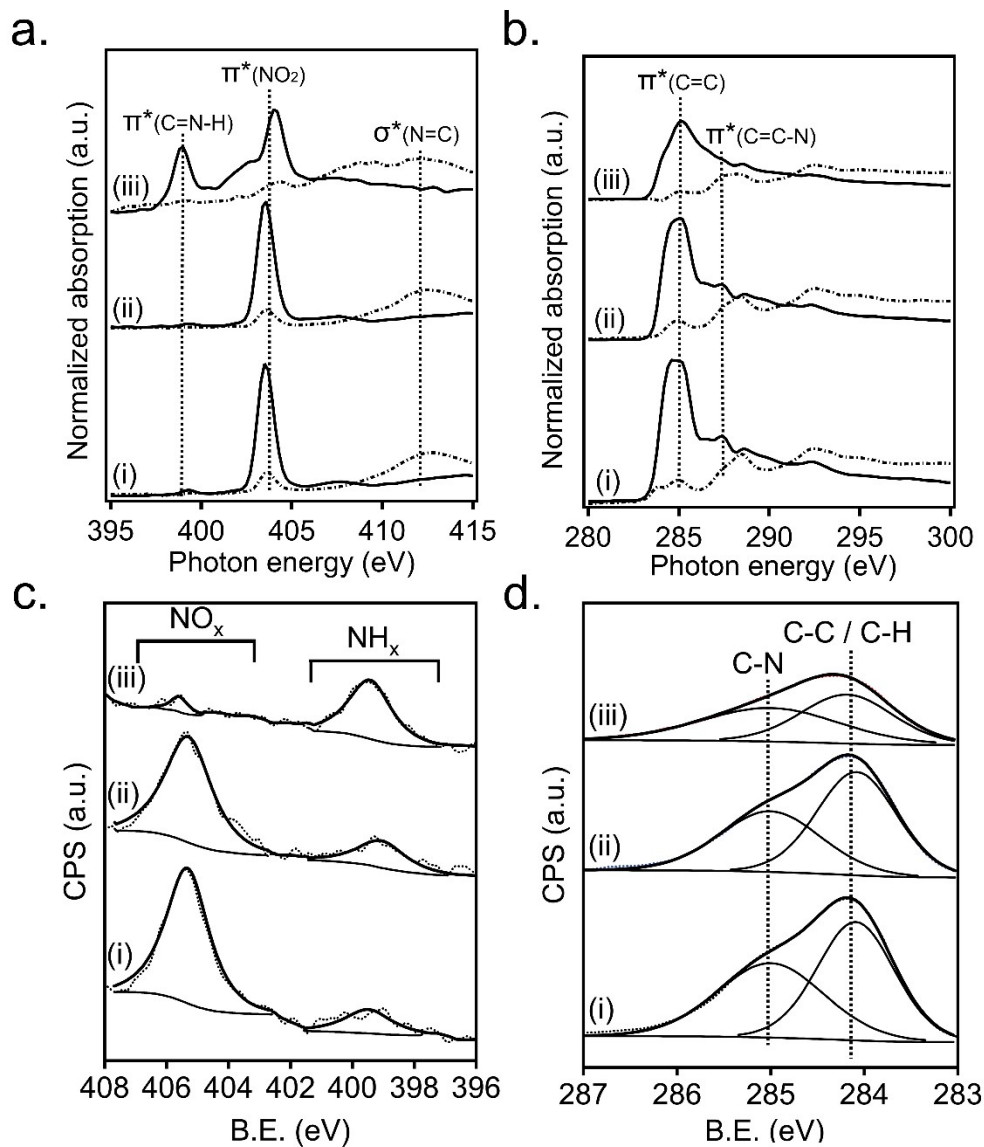 a.
π*(NO₂)
π*(C=N-H)
σ*(N=C)
(iii)
(ii)
(i)
Normalized absorption (a.u.)
395 400 405 410 415
Photon energy (eV)
b.
π*(C=C)
π*(C=C-N)
(iii)
(ii)
(i)
Normalized absorption (a.u.)
280 285 290 295 300
Photon energy (eV)
c.
NOₓ
NHₓ
(iii)
(ii)
(i)
CPS (a.u.)
408 406 404 402 400 398 396
B.E. (eV)
d.
C-C / C-H
C-N
(iii)
(ii)
(i)
CPS (a.u.)
287 286 285 284 283
B.E. (eV)